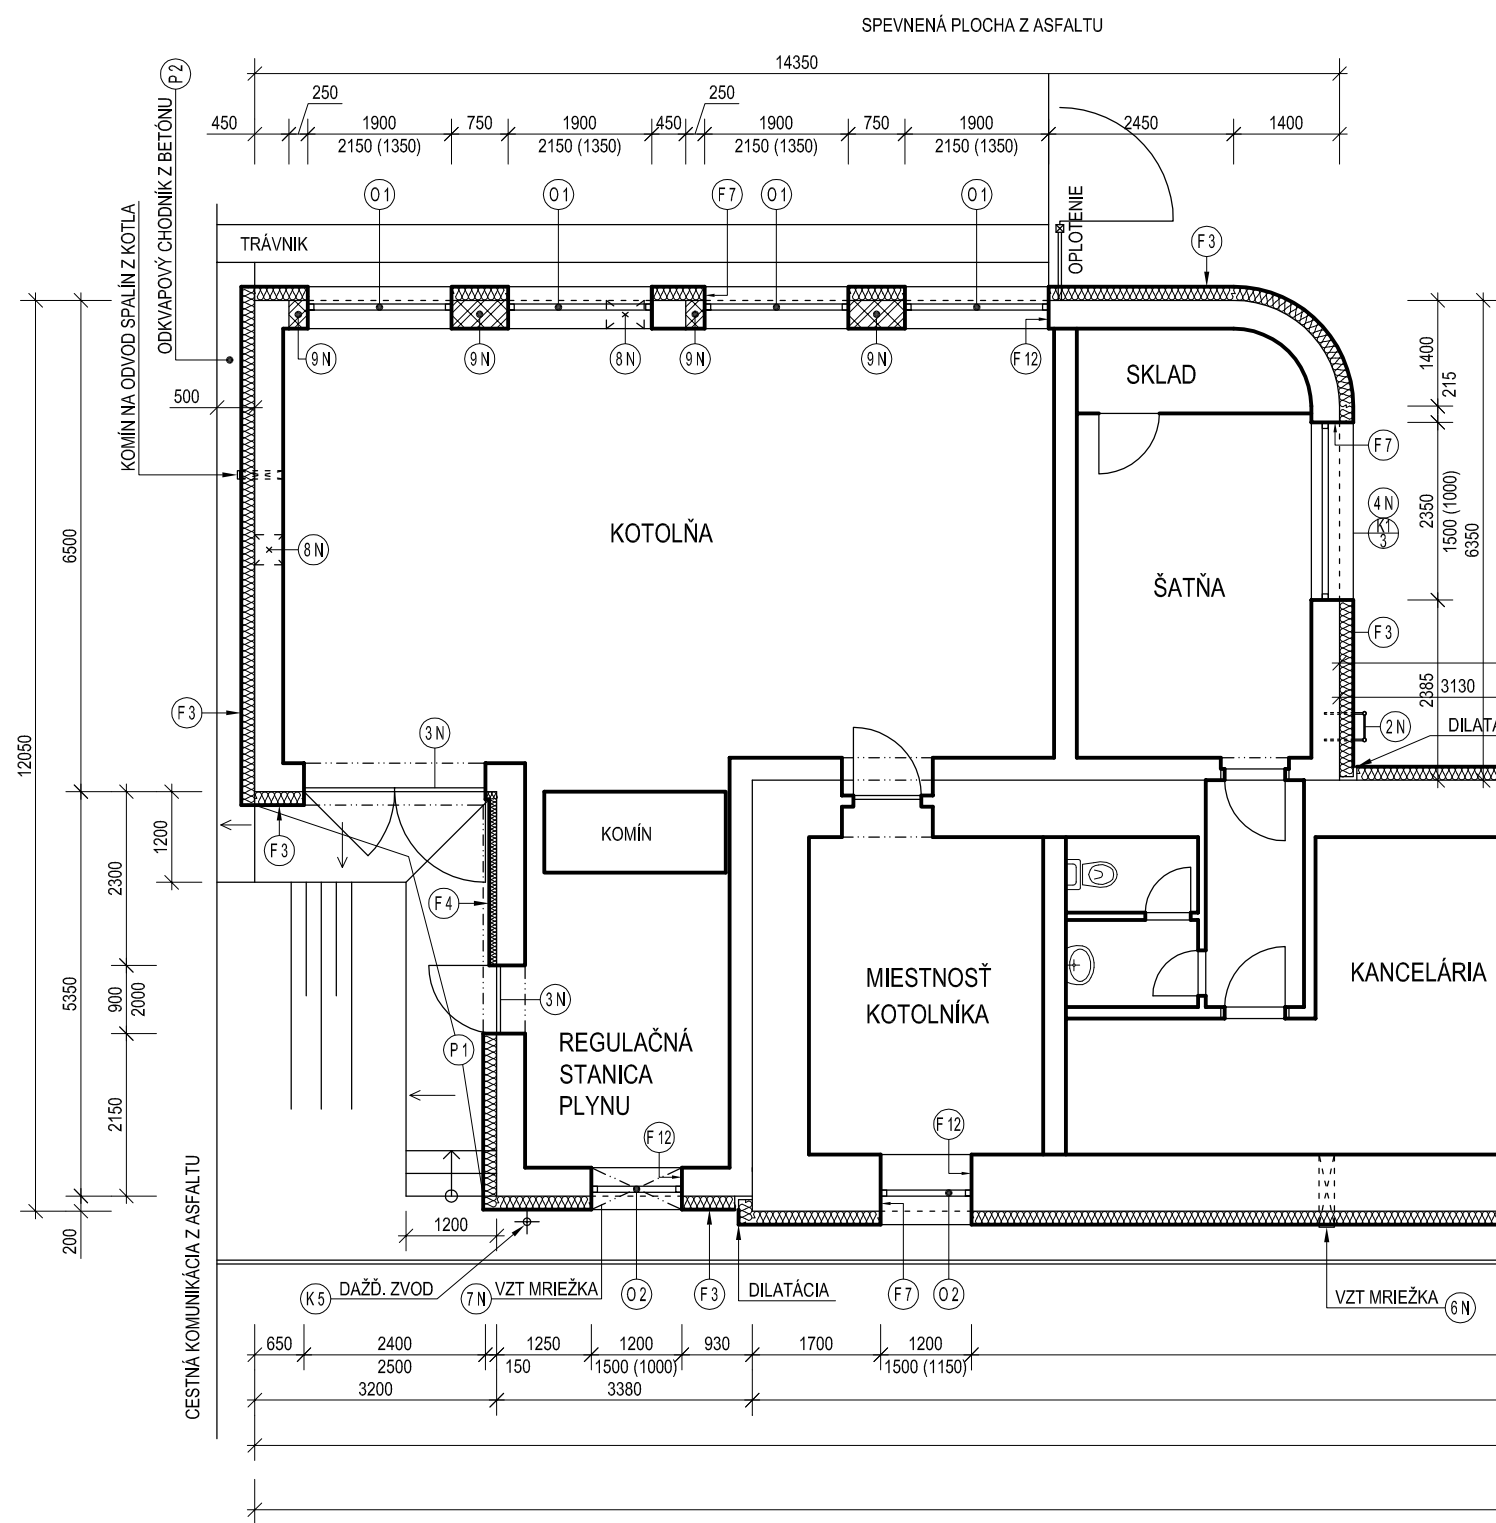 SPEVNENÁ PLOCHA Z ASFALTU
14350
P2
250
250
450
1900
750
1900
450
1900
750
1900
2450
1400
2150 (1350)
2150 (1350)
2150 (1350)
2150 (1350)
ODKVAPOVÝ CHODNÍK Z BETÓNU
KOMÍN NA ODVOD SPALÍN Z KOTLA
O1
O1
F7
O1
O1
OPLOTENIE
F3
TRÁVNIK
9N
9N
8N
9N
9N
F12
SKLAD
1400
215
500
F7
4N
K1
3
2350
1500 (1000)
6350
KOTOLŇA
8N
6500
ŠATŇA
F3
12050
F3
3N
2385
3130
2N
DILATA
1200
F3
KOMÍN
2300
F4
5350
900
2000
3N
MIESTNOSŤ
KOTOLNÍKA
KANCELÁRIA
P1
REGULAČNÁ
STANICA
PLYNU
2150
F12
F12
CESTNÁ KOMUNIKÁCIA Z ASFALTU
200
1200
K5
DAŽĎ. ZVOD
7N
VZT MRIEŽKA
O2
F3
DILATÁCIA
F7
O2
VZT MRIEŽKA
6N
650
2400
1250
1200
930
1700
1200
2500
150
1500 (1000)
1500 (1150)
3200
3380